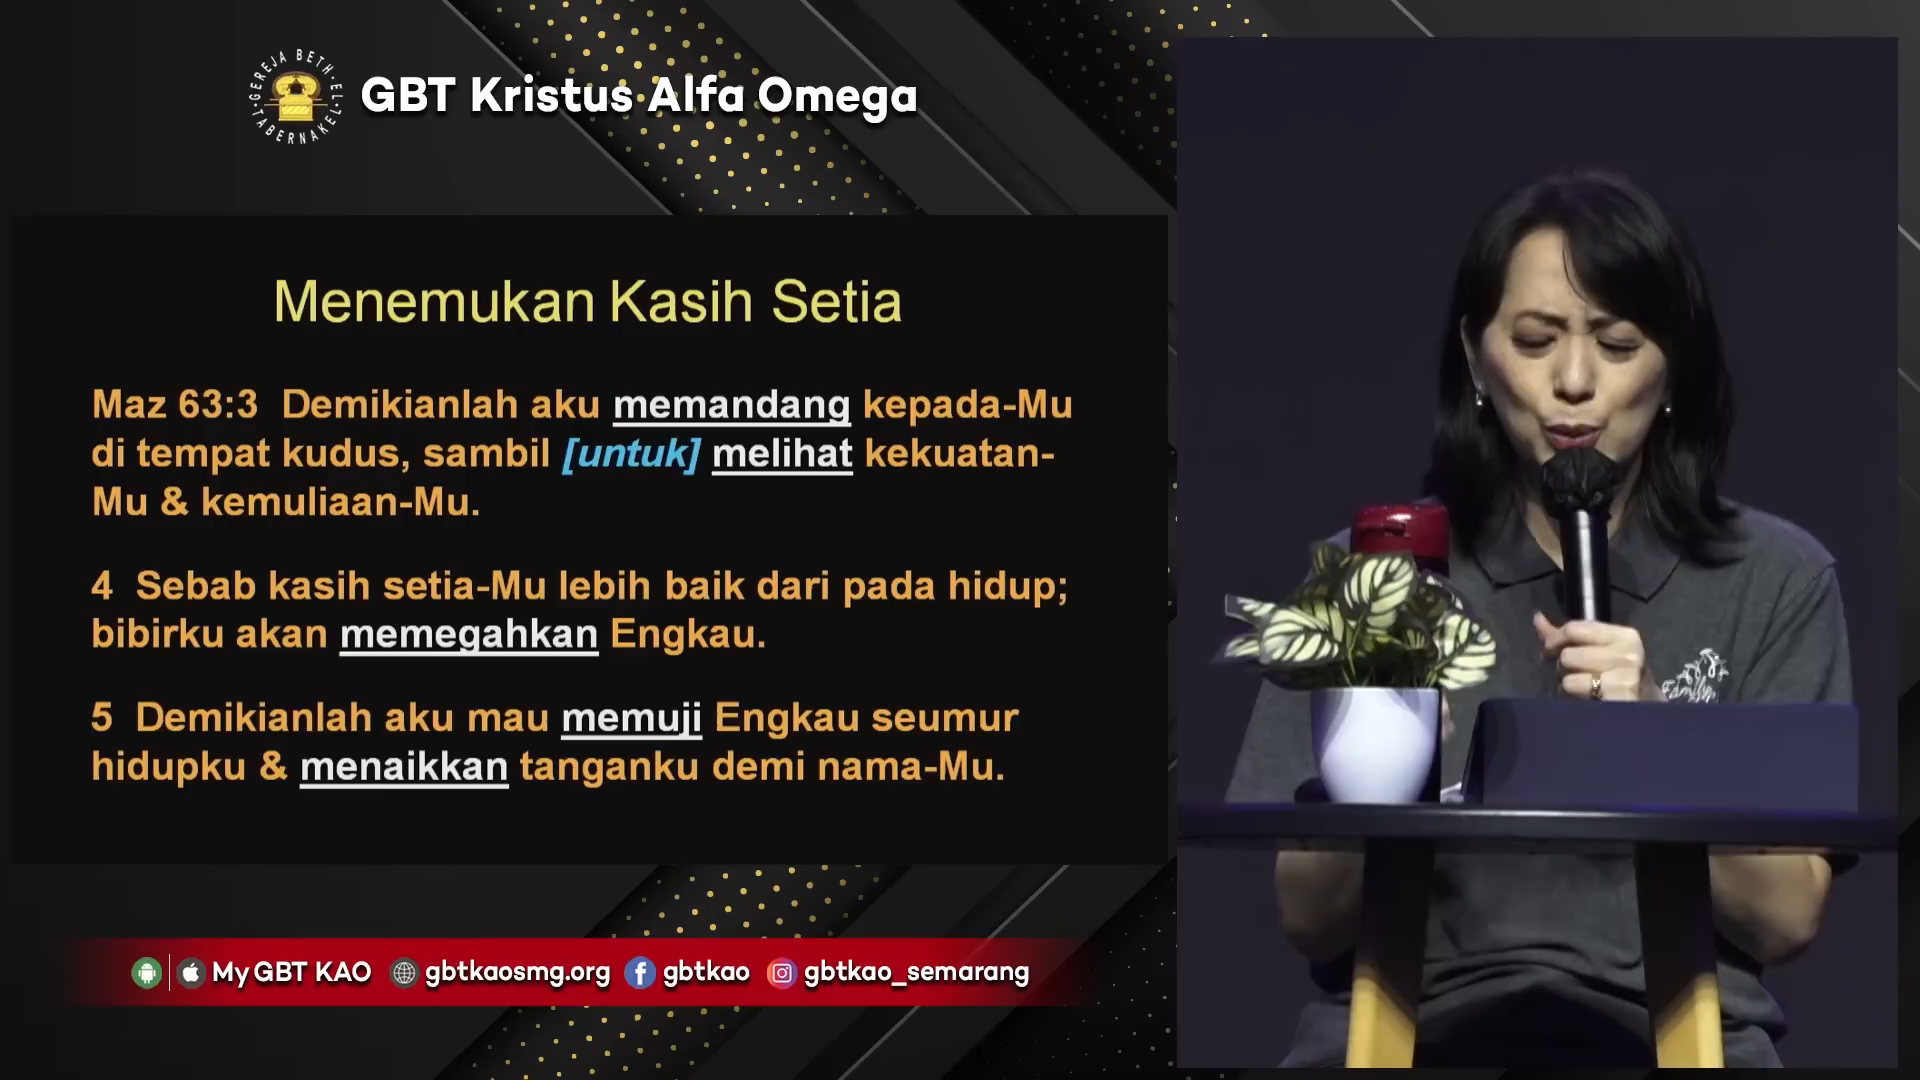 GEREJA BETH-EL
TABERNAKEL
GBT Kristus Alfa Omega
Menemukan Kasih Setia
Maz 63:3 Demikianlah aku memandang kepada-Mu
di tempat kudus, sambil [untuk] melihat kekuatan-
Mu & kemuliaan-Mu.
4 Sebab kasih setia-Mu lebih baik dari pada hidup;
bibirku akan memegahkan Engkau.
5 Demikianlah aku mau memuji Engkau seumur
hidupku & menaikkan tanganku demi nama-Mu.
Family
My GBT KAO gbtkaosmg.org gbtkao gbtkao_semarang